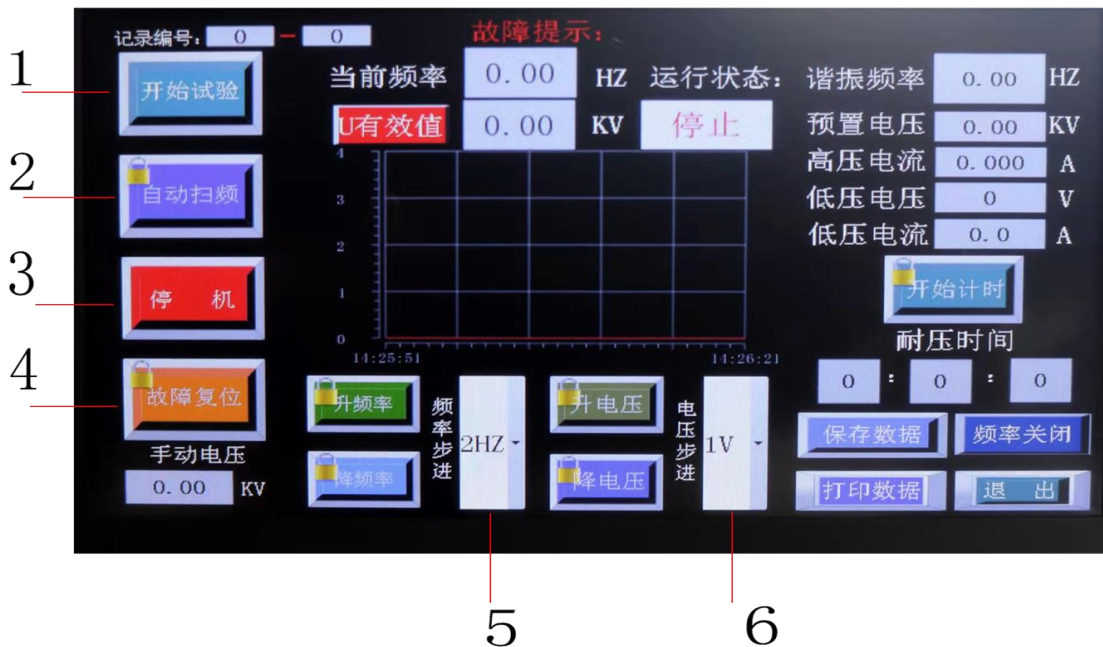 记录编号: 0 - 0
故障提示:
1
开始试验
当前频率 0.00 HZ
运行状态:
谐振频率 0.00 HZ
U有效值 0.00 KV
停止
预置电压 0.00 KV
2
自动扫频
高压电流 0.000 A
低压电压 0 V
低压电流 0.0 A
4
3
2
1
0
14:25:51
14:26:21
3
停 机
开始计时
耐压时间
0 : 0 : 0
4
故障复位
升频率
降频率
频率步进
2HZ
升电压
降电压
电压步进
1V
保存数据
频率关闭
手动电压
0.00 KV
打印数据
退 出
5
6